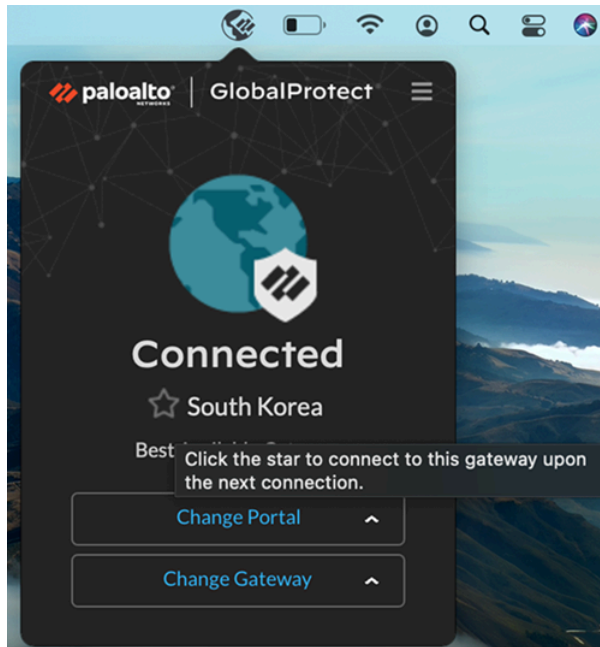 paloalto NETWORKS | GlobalProtect
Connected
South Korea
Best
Click the star to connect to this gateway upon
the next connection.
Change Portal
Change Gateway